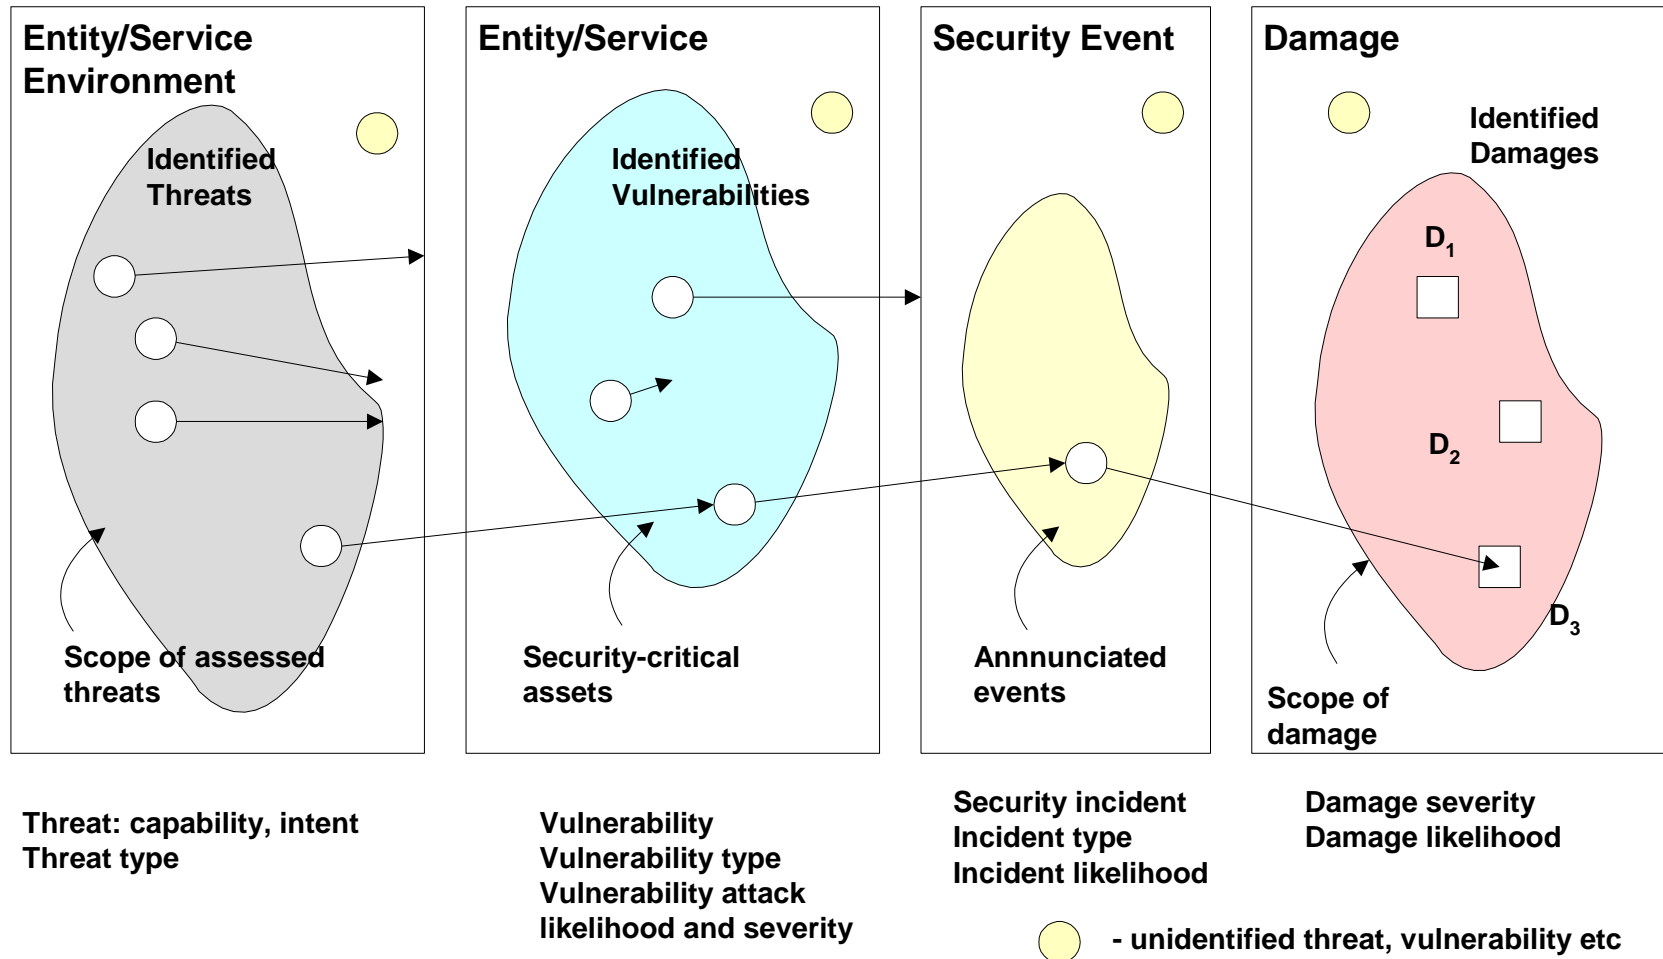 Entity/Service
Environment
Identified
Threats
Scope of assessed
threats
Threat: capability, intent
Threat type
Entity/Service
Identified
Vulnerabilities
Security-critical
assets
Vulnerability
Vulnerability type
Vulnerability attack
likelihood and severity
Security Event
Annnunciated
events
Security incident
Incident type
Incident likelihood
Damage
Identified
Damages
D1
D2
D3
Scope of
damage
Damage severity
Damage likelihood
- unidentified threat, vulnerability etc